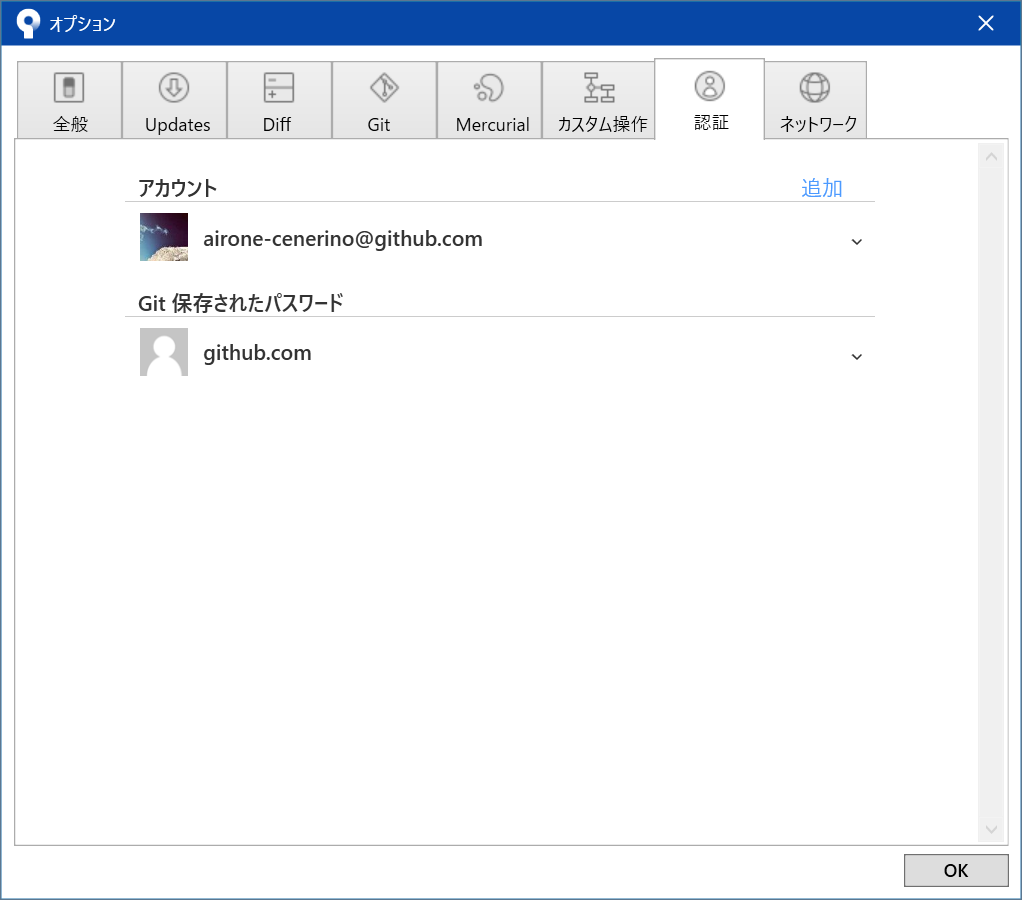 オプション
全般
Updates
Diff
Git
Mercurial
カスタム操作
認証
ネットワーク
アカウント
追加
airone-cenerino@github.com
Git 保存されたパスワード
github.com
OK